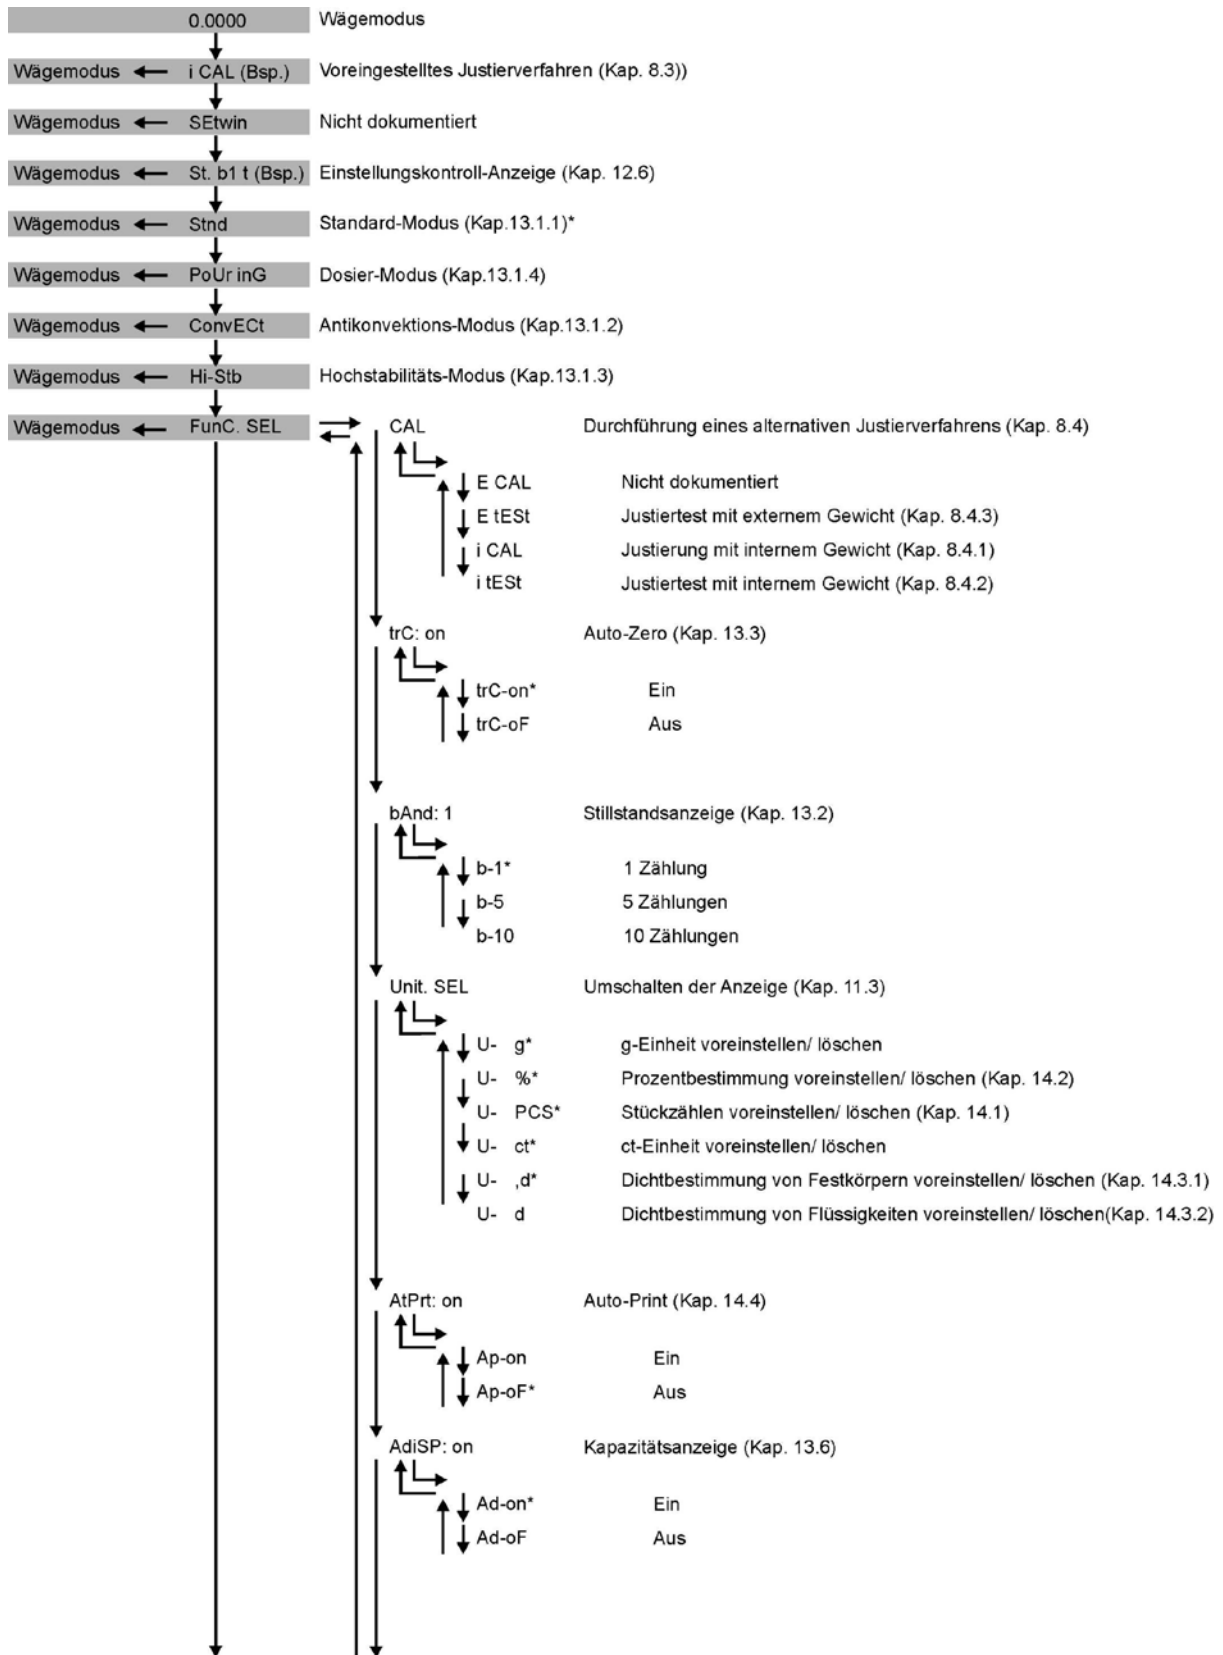 0.0000 Wägemodus
Wägemodus i CAL (Bsp.) Voreingestelltes Justierverfahren (Kap. 8.3))
Wägemodus SEtwin Nicht dokumentiert
Wägemodus St. b1 t (Bsp.) Einstellungskontroll-Anzeige (Kap. 12.6)
Wägemodus Stnd Standard-Modus (Kap.13.1.1)*
Wägemodus PoUr inG Dosier-Modus (Kap.13.1.4)
Wägemodus ConvECt Antikonvektions-Modus (Kap.13.1.2)
Wägemodus Hi-Stb Hochstabilitäts-Modus (Kap.13.1.3)
Wägemodus FunC. SEL CAL Durchführung eines alternativen Justierverfahrens (Kap. 8.4)
E CAL Nicht dokumentiert
E tESt Justiertest mit externem Gewicht (Kap. 8.4.3)
i CAL Justierung mit internem Gewicht (Kap. 8.4.1)
i tESt Justiertest mit internem Gewicht (Kap. 8.4.2)
trC: on Auto-Zero (Kap. 13.3)
trC-on* Ein
trC-oF Aus
bAnd: 1 Stillstandsanzeige (Kap. 13.2)
b-1* 1 Zählung
b-5 5 Zählungen
b-10 10 Zählungen
Unit. SEL Umschalten der Anzeige (Kap. 11.3)
U- g* g-Einheit voreinstellen/ löschen
U- %* Prozentbestimmung voreinstellen/ löschen (Kap. 14.2)
U- PCS* Stückzählen voreinstellen/ löschen (Kap. 14.1)
U- ct* ct-Einheit voreinstellen/ löschen
U- ,d* Dichtbestimmung von Festkörpern voreinstellen/ löschen (Kap. 14.3.1)
U- d Dichtbestimmung von Flüssigkeiten voreinstellen/ löschen(Kap. 14.3.2)
AtPrt: on Auto-Print (Kap. 14.4)
Ap-on Ein
Ap-oF* Aus
AdiSP: on Kapazitätsanzeige (Kap. 13.6)
Ad-on* Ein
Ad-oF Aus